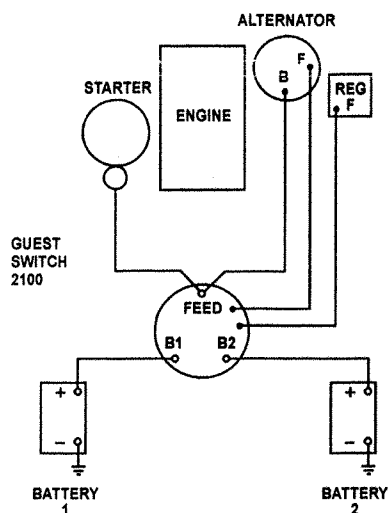 ALTERNATOR
F
B
STARTER
REG
F
ENGINE
GUEST
SWITCH
2100
FEED
B1 B2
+ +
− −
BATTERY
1
BATTERY
2